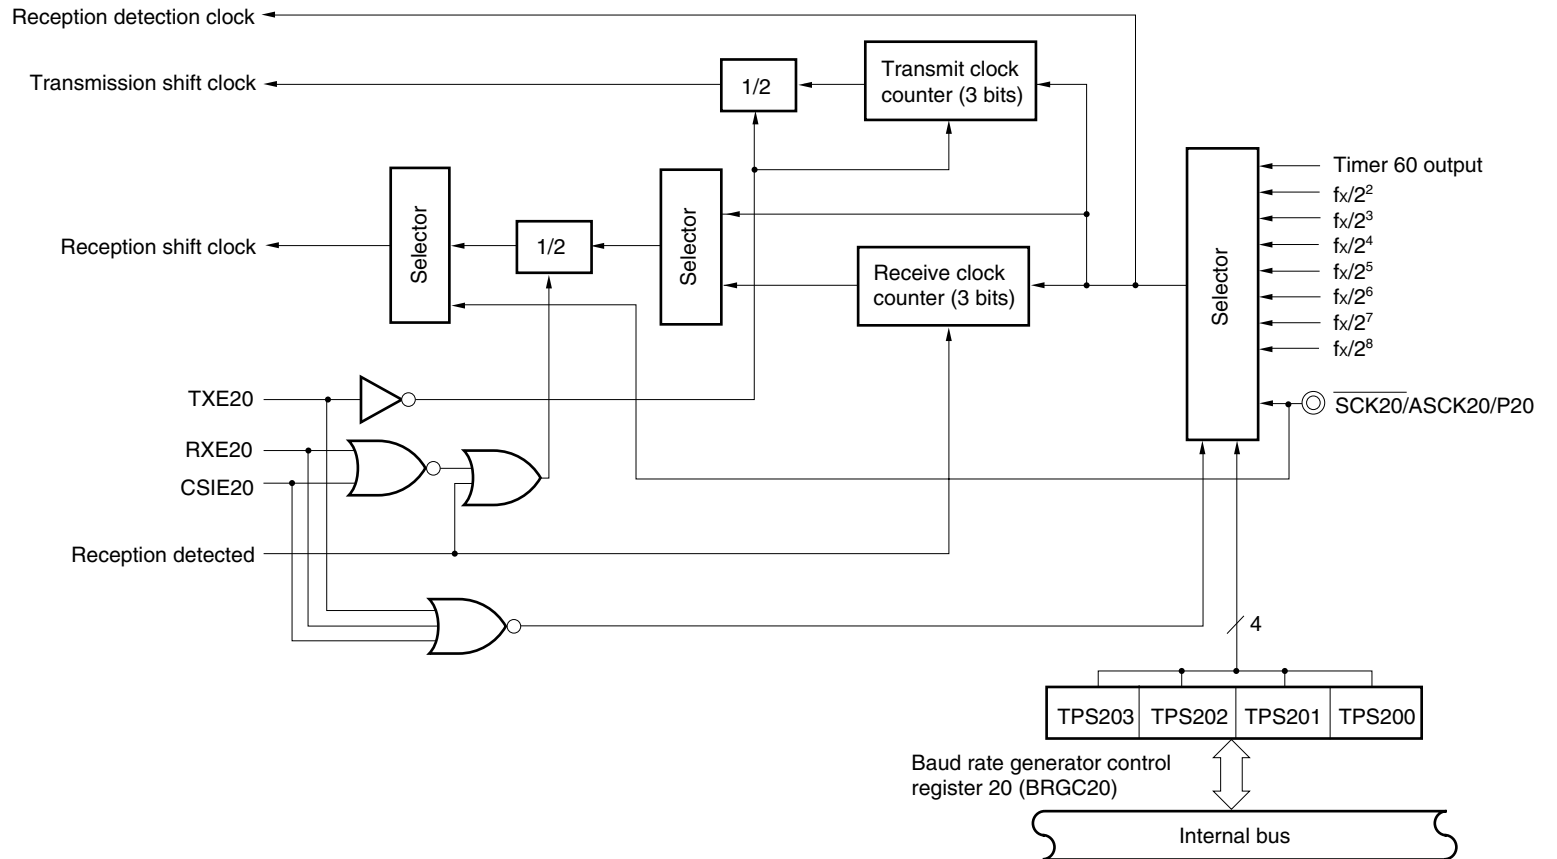 Reception detection clock
Transmission shift clock
1/2
Transmit clock
counter (3 bits)
Timer 60 output
fx/2²
fx/2³
fx/2⁴
fx/2⁵
fx/2⁶
fx/2⁷
fx/2⁸
Selector
Reception shift clock
Selector
1/2
Selector
Receive clock
counter (3 bits)
TXE20
SCK20/ASCK20/P20
RXE20
CSIE20
Reception detected
4
TPS203 TPS202 TPS201 TPS200
Baud rate generator control
register 20 (BRGC20)
Internal bus